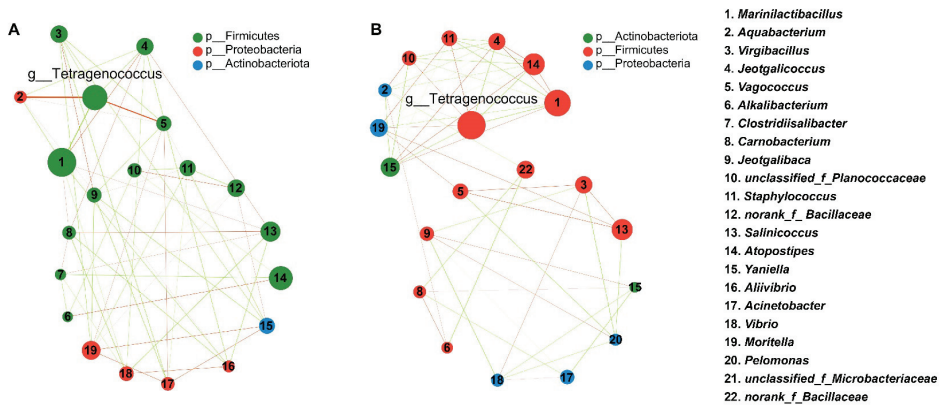 A
p__Firmicutes
p__Proteobacteria
p__Actinobacteriota
3
4
g__Tetragenococcus
2
5
1
10
11
12
9
8
13
7
14
6
15
19
18
17
16
B
p__Actinobacteriota
p__Firmicutes
p__Proteobacteria
11
4
10
14
2
g__Tetragenococcus
1
19
15
22
5
3
9
13
8
15
6
20
18
17
1. Marinilactibacillus
2. Aquabacterium
3. Virgibacillus
4. Jeotgalicoccus
5. Vagococcus
6. Alkalibacterium
7. Clostridiisalibacter
8. Carnobacterium
9. Jeotgalibaca
10. unclassified_f_Planococcaceae
11. Staphylococcus
12. norank_f_ Bacillaceae
13. Salinicoccus
14. Atopostipes
15. Yaniella
16. Aliivibrio
17. Acinetobacter
18. Vibrio
19. Moritella
20. Pelomonas
21. unclassified_f_Microbacteriaceae
22. norank_f_Bacillaceae